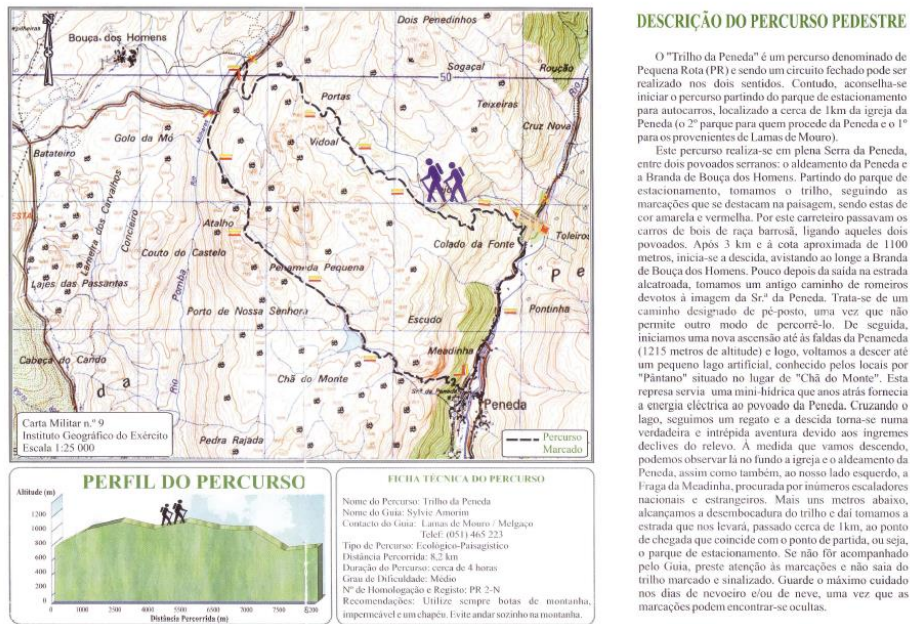 Bouça dos Homens
Dois Penedinhos
Sogaçal
Roução
50
Portas
Teixeiras
Cruz Nova
Golo da Mó
Vidoal
Batateiro
Lameira dos Carvalhos
Concieiro
Atalho
Couto do Castelo
Colado da Fonte
Toleiros
P e
Penameda Pequena
Lajes das Passantes
Pomba
Porto de Nossa Senhora
Escudo
Pontinha
Cabeça do Cando
Meadinha
Rio
Chã do Monte
d a
Peneda
Pedra Rajada
Carta Militar n.º 9
Instituto Geográfico do Exército
Escala 1:25 000
Percurso
Marcado
PERFIL DO PERCURSO
Altitude (m)
1200
1000
800
600
400
200
0
0 1000 2000 3000 4000 5000 5500 6500 7500 8200
Distância Percorrida (m)
FICHA TÉCNICA DO PERCURSO
Nome do Percurso: Trilho da Peneda
Nome do Guia: Sylvie Amorim
Contacto do Guia: Lamas de Mouro / Melgaço
Telef: (051) 465 223
Tipo de Percurso: Ecológico-Paisagístico
Distância Percorrida: 8,2 km
Duração do Percurso: cerca de 4 horas
Grau de Dificuldade: Médio
Nº de Homologação e Registo: PR 2-N
Recomendações: Utilize sempre botas de montanha,
impermeável e um chapéu. Evite andar sozinho na montanha.
DESCRIÇÃO DO PERCURSO PEDESTRE
O "Trilho da Peneda" é um percurso denominado de
Pequena Rota (PR) e sendo um circuito fechado pode ser
realizado nos dois sentidos. Contudo, aconselha-se
iniciar o percurso partindo do parque de estacionamento
para autocarros, localizado a cerca de 1km da igreja da
Peneda (o 2º parque para quem procede da Peneda e o 1º
para os provenientes de Lamas de Mouro).
Este percurso realiza-se em plena Serra da Peneda,
entre dois povoados serranos: o aldeamento da Peneda e
a Branda de Bouça dos Homens. Partindo do parque de
estacionamento, tomamos o trilho, seguindo as
marcações que se destacam na paisagem, sendo estas de
cor amarela e vermelha. Por este carreteiro passavam os
carros de bois de raça barrosã, ligando aqueles dois
povoados. Após 3 km e á cota aproximada de 1100
metros, inicia-se a descida, avistando ao longe a Branda
de Bouça dos Homens. Pouco depois da saída na estrada
alcatroada, tomamos um antigo caminho de romeiros
devotos à imagem da Sr.ª da Peneda. Trata-se de um
caminho designado de pé-posto, uma vez que não
permite outro modo de percorrê-lo. De seguida,
iniciamos uma nova ascensão até às faldas da Penameda
(1215 metros de altitude) e logo, voltamos a descer até
um pequeno lago artificial, conhecido pelos locais por
"Pântano" situado no lugar de "Chã do Monte". Esta
represa servia uma mini-hídrica que anos atrás fornecia
a energia eléctrica ao povoado da Peneda. Cruzando o
lago, seguimos um regato e a descida torna-se numa
verdadeira e intrépida aventura devido aos íngremes
declives do relevo. À medida que vamos descendo,
podemos observar lá no fundo a igreja e o aldeamento da
Peneda, assim como também, ao nosso lado esquerdo, a
Fraga da Meadinha, procurada por inúmeros escaladores
nacionais e estrangeiros. Mais uns metros abaixo,
alcançamos a desembocadura do trilho e daí tomamos a
estrada que nos levará, passado cerca de 1km, ao ponto
de chegada que coincide com o ponto de partida, ou seja,
o parque de estacionamento. Se não fôr acompanhado
pelo Guia, preste atenção às marcações e não saia do
trilho marcado e sinalizado. Guarde o máximo cuidado
nos dias de nevoeiro e/ou de neve, uma vez que as
marcações podem encontrar-se ocultas.